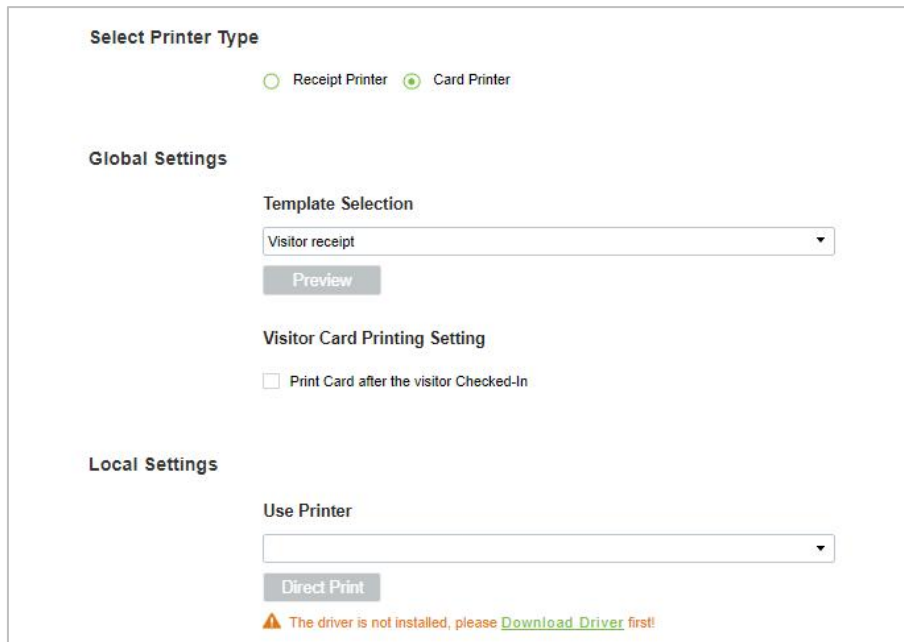 Select Printer Type
Receipt Printer Card Printer
Global Settings
Template Selection
Visitor receipt
Preview
Visitor Card Printing Setting
Print Card after the visitor Checked-In
Local Settings
Use Printer
Direct Print
The driver is not installed, please Download Driver first!